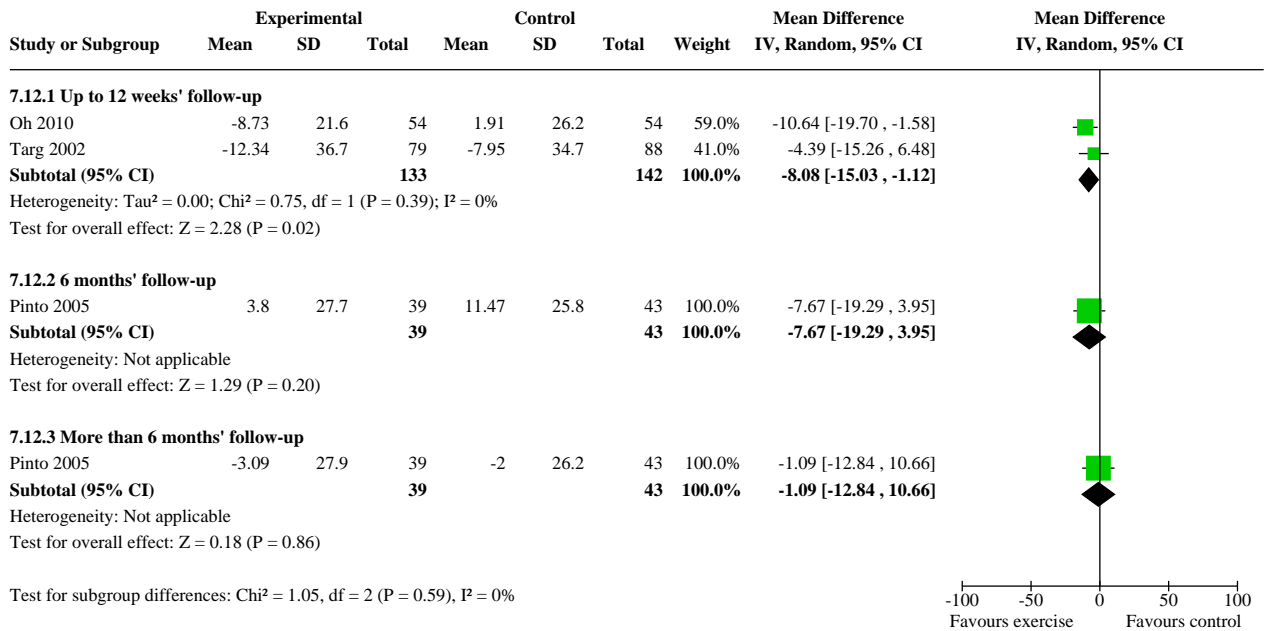 Experimental Control Mean Difference Mean Difference
Study or Subgroup Mean SD Total Mean SD Total Weight IV, Random, 95% CI IV, Random, 95% CI
7.12.1 Up to 12 weeks' follow-up
Oh 2010 -8.73 21.6 54 1.91 26.2 54 59.0% -10.64 [-19.70 , -1.58]
Targ 2002 -12.34 36.7 79 -7.95 34.7 88 41.0% -4.39 [-15.26 , 6.48]
Subtotal (95% CI) 133 142 100.0% -8.08 [-15.03 , -1.12]
Heterogeneity: Tau² = 0.00; Chi² = 0.75, df = 1 (P = 0.39); I² = 0%
Test for overall effect: Z = 2.28 (P = 0.02)
7.12.2 6 months' follow-up
Pinto 2005 3.8 27.7 39 11.47 25.8 43 100.0% -7.67 [-19.29 , 3.95]
Subtotal (95% CI) 39 43 100.0% -7.67 [-19.29 , 3.95]
Heterogeneity: Not applicable
Test for overall effect: Z = 1.29 (P = 0.20)
7.12.3 More than 6 months' follow-up
Pinto 2005 -3.09 27.9 39 -2 26.2 43 100.0% -1.09 [-12.84 , 10.66]
Subtotal (95% CI) 39 43 100.0% -1.09 [-12.84 , 10.66]
Heterogeneity: Not applicable
Test for overall effect: Z = 0.18 (P = 0.86)
Test for subgroup differences: Chi² = 1.05, df = 2 (P = 0.59), I² = 0%
-100 -50 0 50 100
Favours exercise Favours control